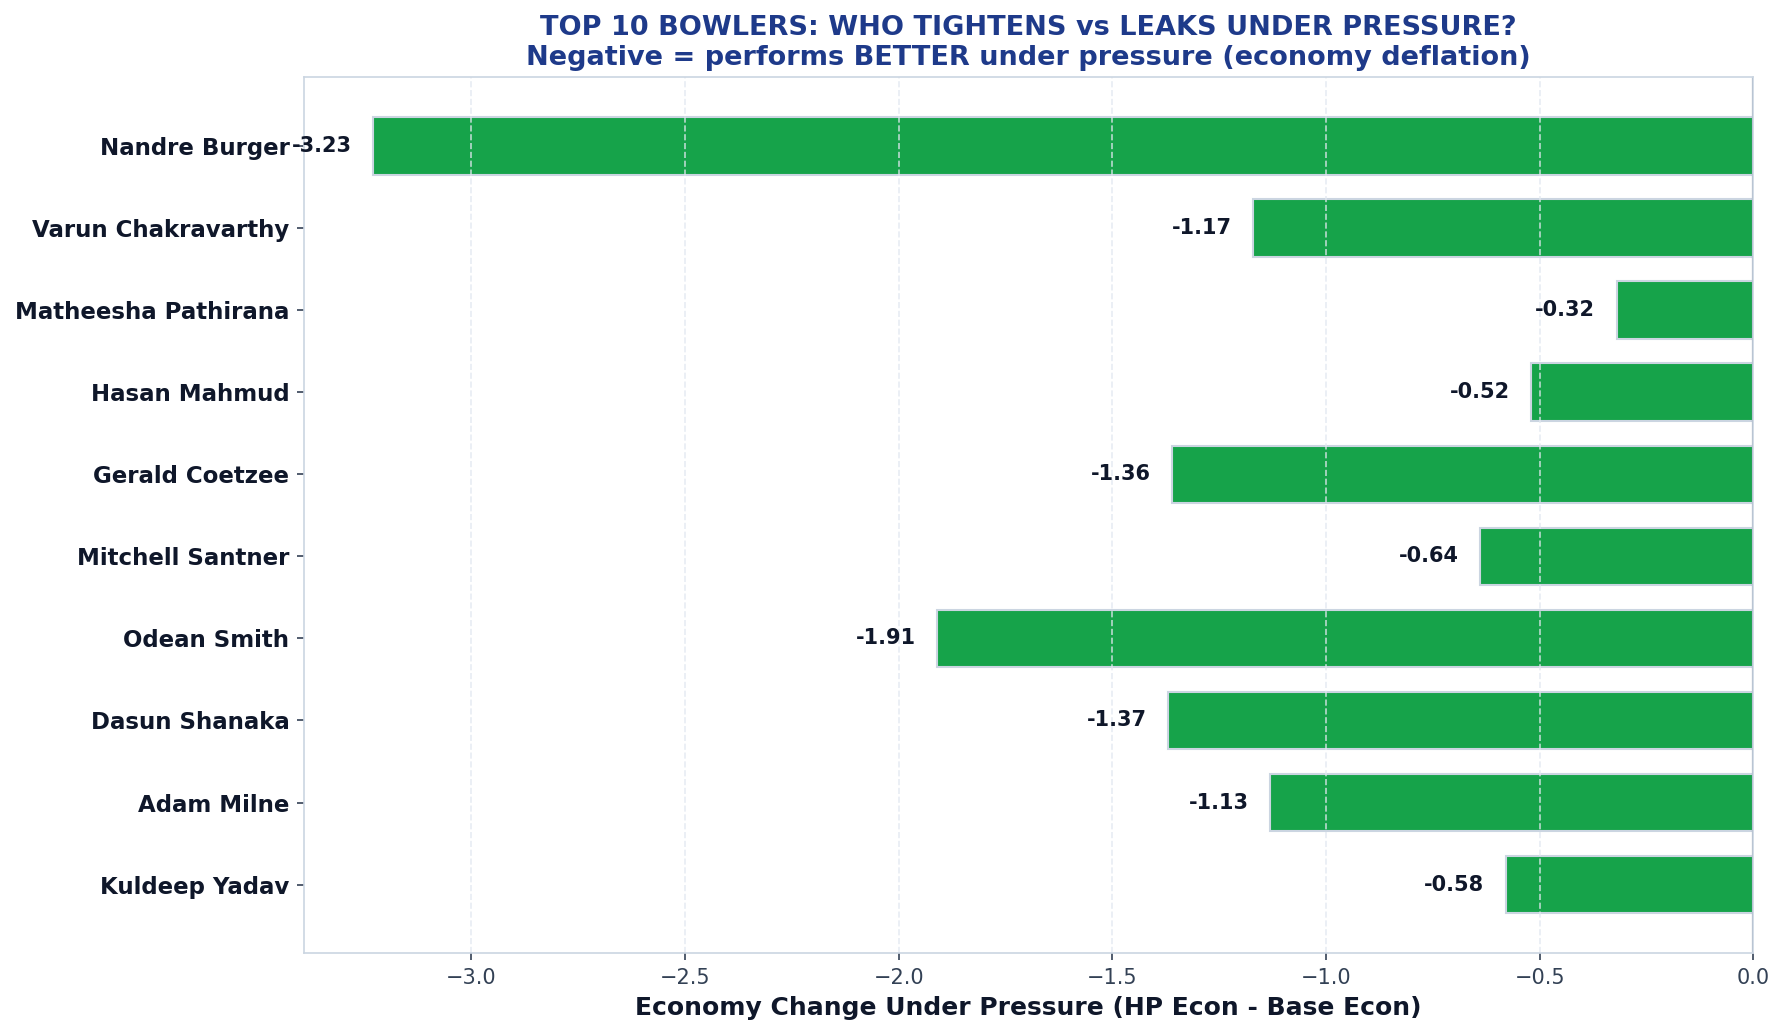 TOP 10 BOWLERS: WHO TIGHTENS vs LEAKS UNDER PRESSURE?
Negative = performs BETTER under pressure (economy deflation)
Nandre Burger -3.23
Varun Chakravarthy -1.17
Matheesha Pathirana -0.32
Hasan Mahmud -0.52
Gerald Coetzee -1.36
Mitchell Santner -0.64
Odean Smith -1.91
Dasun Shanaka -1.37
Adam Milne -1.13
Kuldeep Yadav -0.58
−3.0 −2.5 −2.0 −1.5 −1.0 −0.5 0.0
Economy Change Under Pressure (HP Econ - Base Econ)